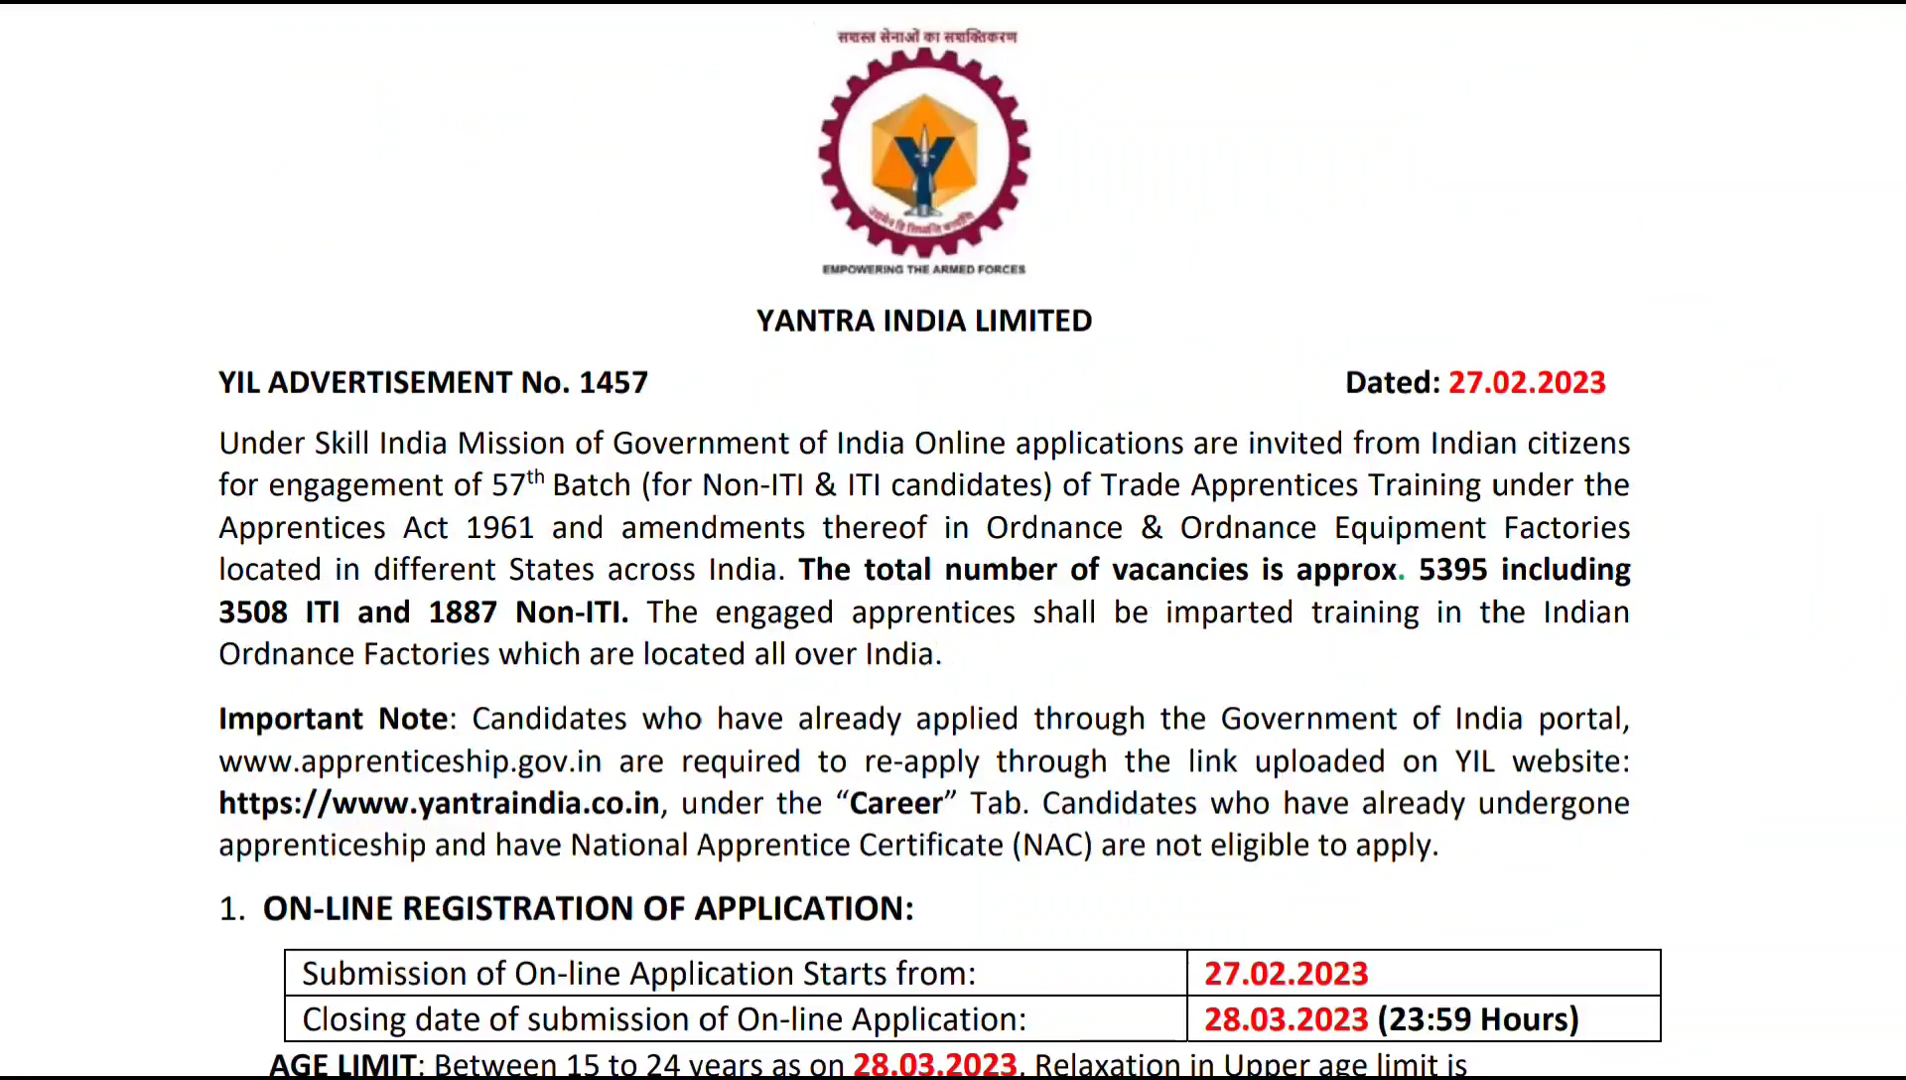 सशस्त्र सेनाओं का सशक्तिकरण
EMPOWERING THE ARMED FORCES
YANTRA INDIA LIMITED
YIL ADVERTISEMENT No. 1457 Dated: 27.02.2023
Under Skill India Mission of Government of India Online applications are invited from Indian citizens
for engagement of 57th Batch (for Non-ITI & ITI candidates) of Trade Apprentices Training under the
Apprentices Act 1961 and amendments thereof in Ordnance & Ordnance Equipment Factories
located in different States across India. The total number of vacancies is approx. 5395 including
3508 ITI and 1887 Non-ITI. The engaged apprentices shall be imparted training in the Indian
Ordnance Factories which are located all over India.
Important Note: Candidates who have already applied through the Government of India portal,
www.apprenticeship.gov.in are required to re-apply through the link uploaded on YIL website:
https://www.yantraindia.co.in, under the “Career” Tab. Candidates who have already undergone
apprenticeship and have National Apprentice Certificate (NAC) are not eligible to apply.
1. ON-LINE REGISTRATION OF APPLICATION:
Submission of On-line Application Starts from: 27.02.2023
Closing date of submission of On-line Application: 28.03.2023 (23:59 Hours)
AGE LIMIT: Between 15 to 24 years as on 28.03.2023. Relaxation in Upper age limit is